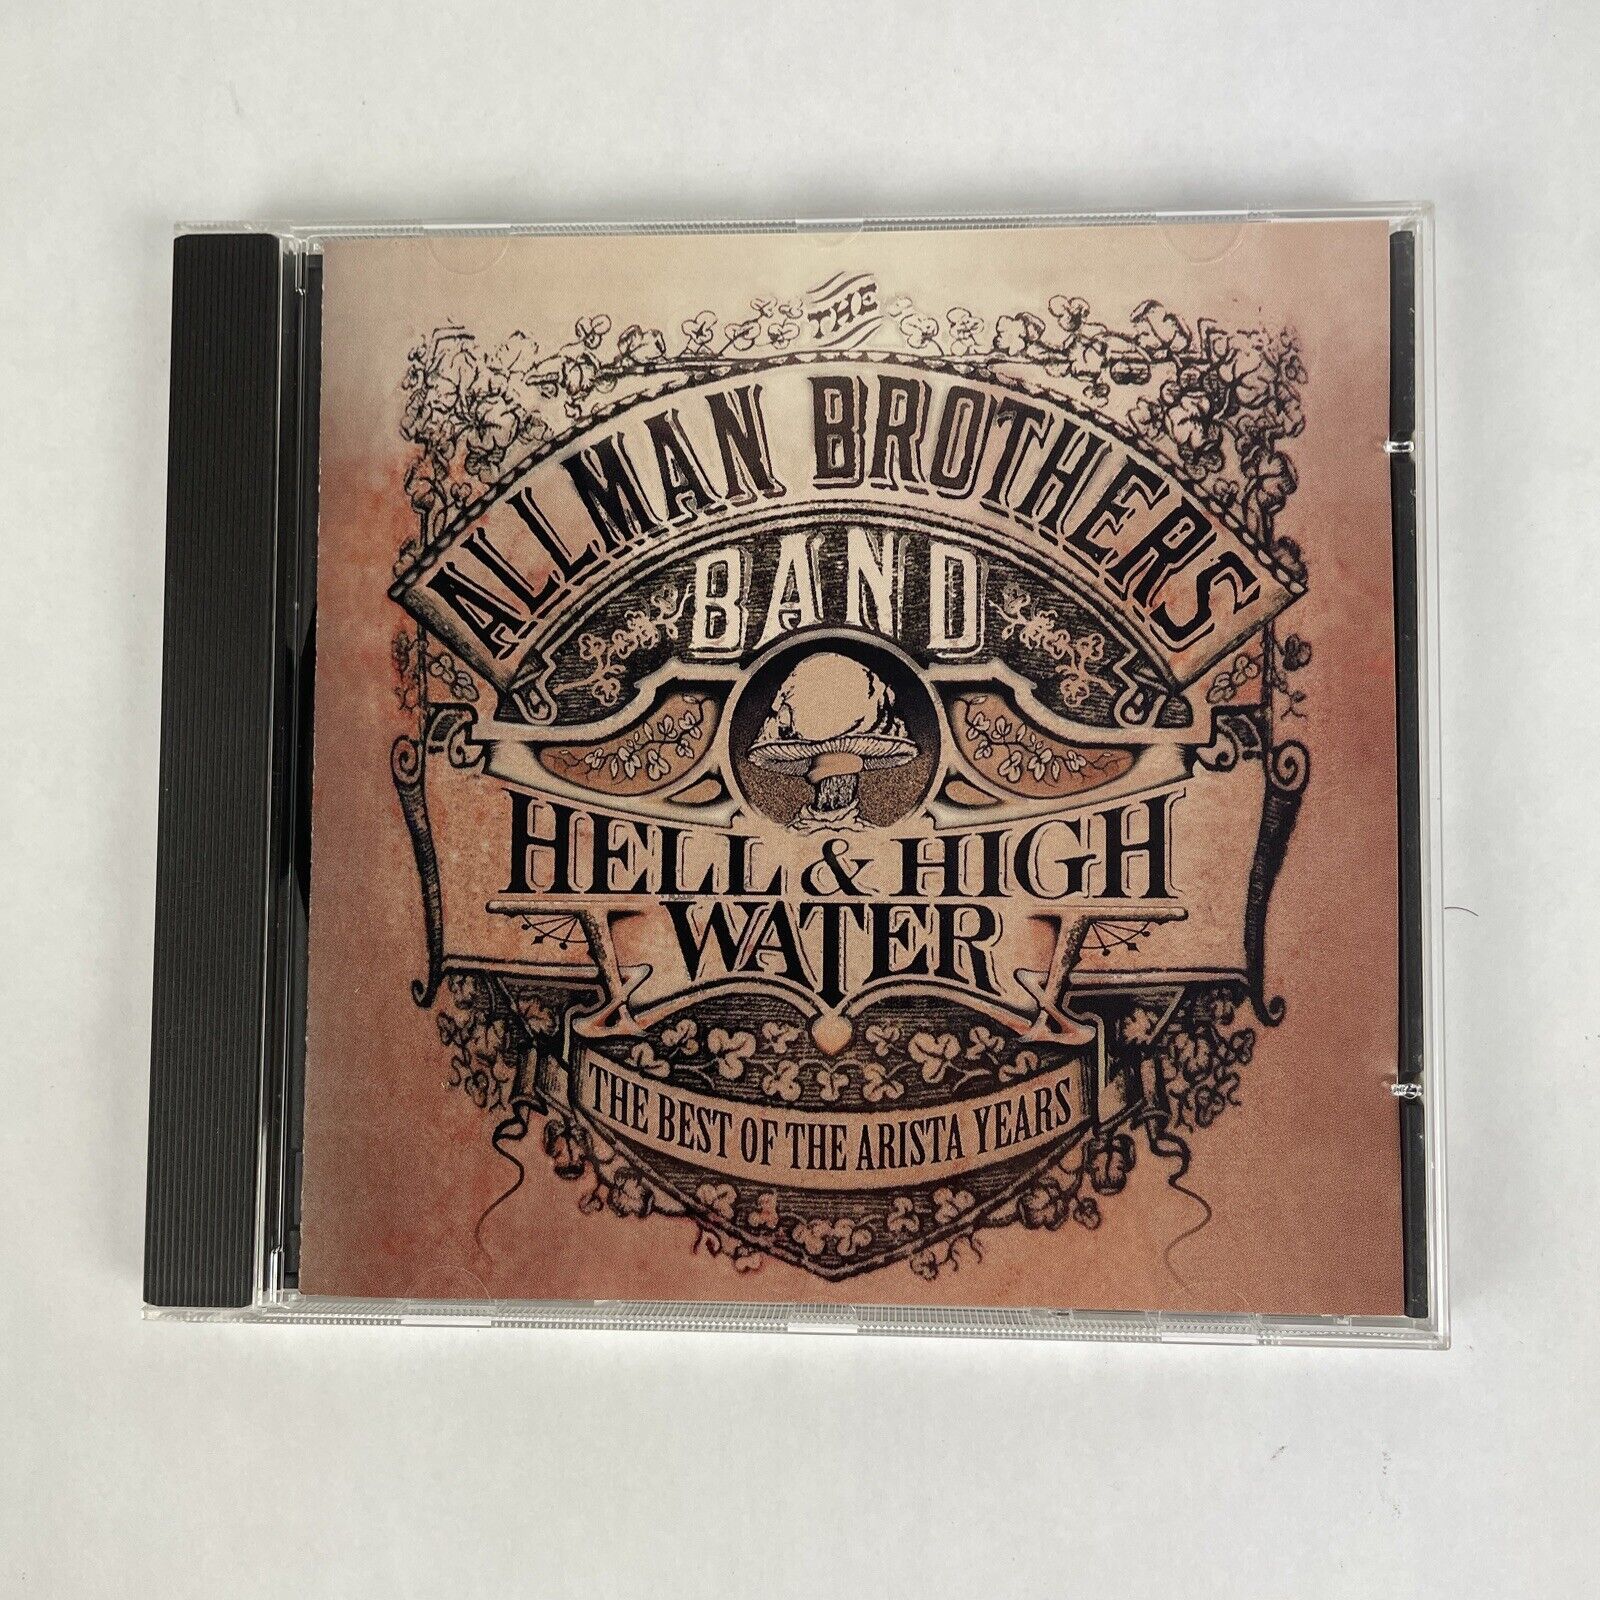 THE
ALLMAN BROTHERS
BAND
HELL & HIGH
WATER
THE BEST OF THE ARISTA YEARS